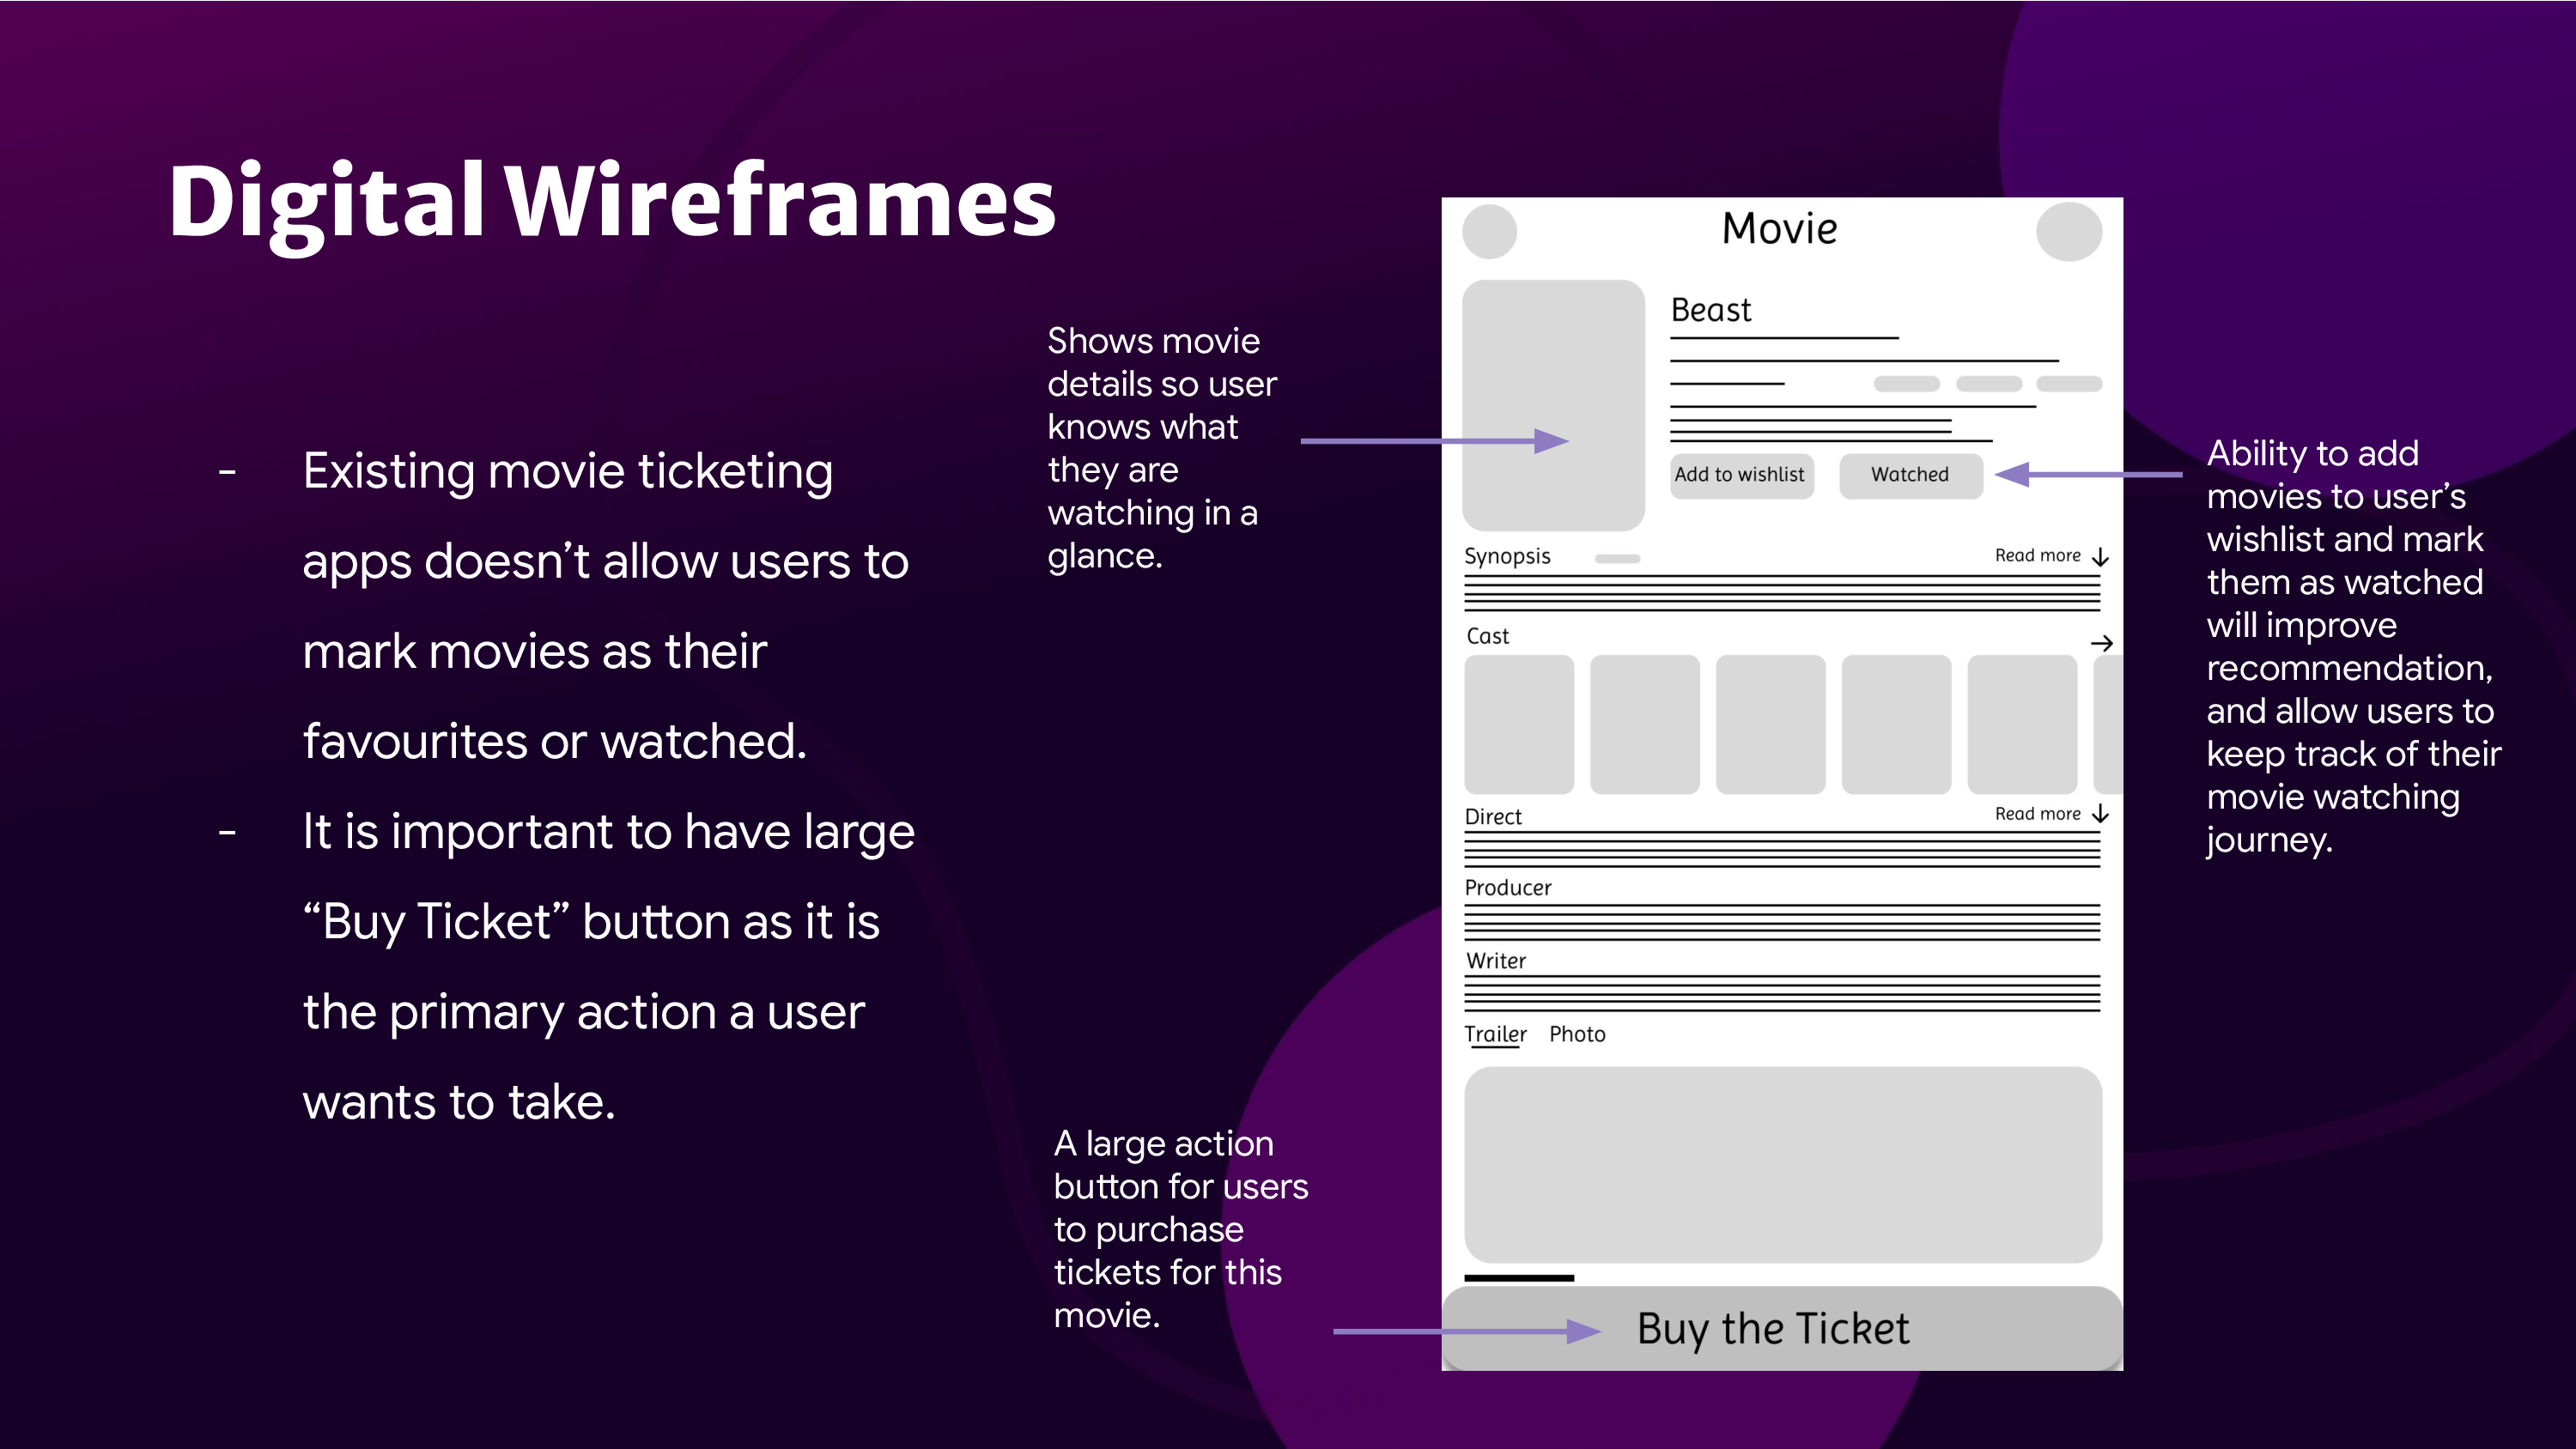 Digital Wireframes
- Existing movie ticketing
apps doesn’t allow users to
mark movies as their
favourites or watched.
- It is important to have large
“Buy Ticket” button as it is
the primary action a user
wants to take.
Shows movie
details so user
knows what
they are
watching in a
glance.
A large action
button for users
to purchase
tickets for this
movie.
Movie
Beast
Add to wishlist
Watched
Synopsis
Read more
Cast
Direct
Read more
Producer
Writer
Trailer
Photo
Buy the Ticket
Ability to add
movies to user’s
wishlist and mark
them as watched
will improve
recommendation,
and allow users to
keep track of their
movie watching
journey.